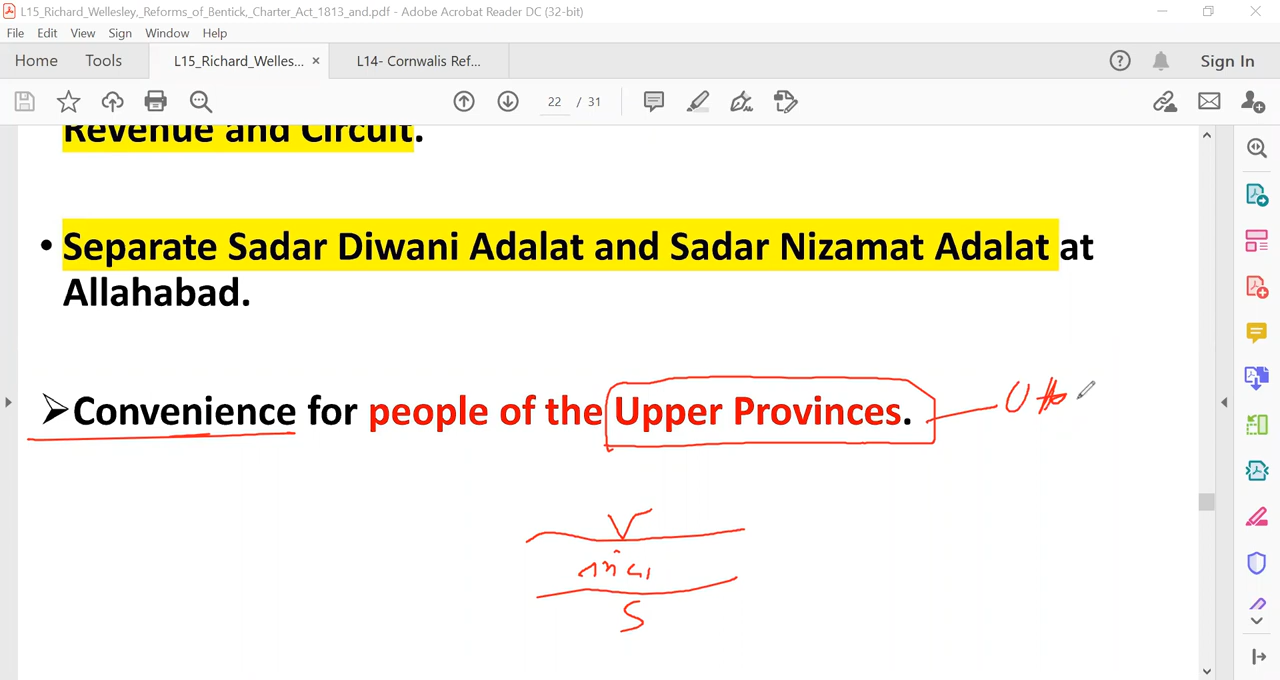 L15_Richard_Wellesley,_Reforms_of_Bentick,_Charter_Act_1813_and.pdf - Adobe Acrobat Reader DC (32-bit)
File Edit View Sign Window Help
Home Tools L15_Richard_Welles... × L14- Cornwalis Ref... Sign In
22 / 31
Revenue and Circuit.
• Separate Sadar Diwani Adalat and Sadar Nizamat Adalat at
Allahabad.
➢Convenience for people of the Upper Provinces.
V
S